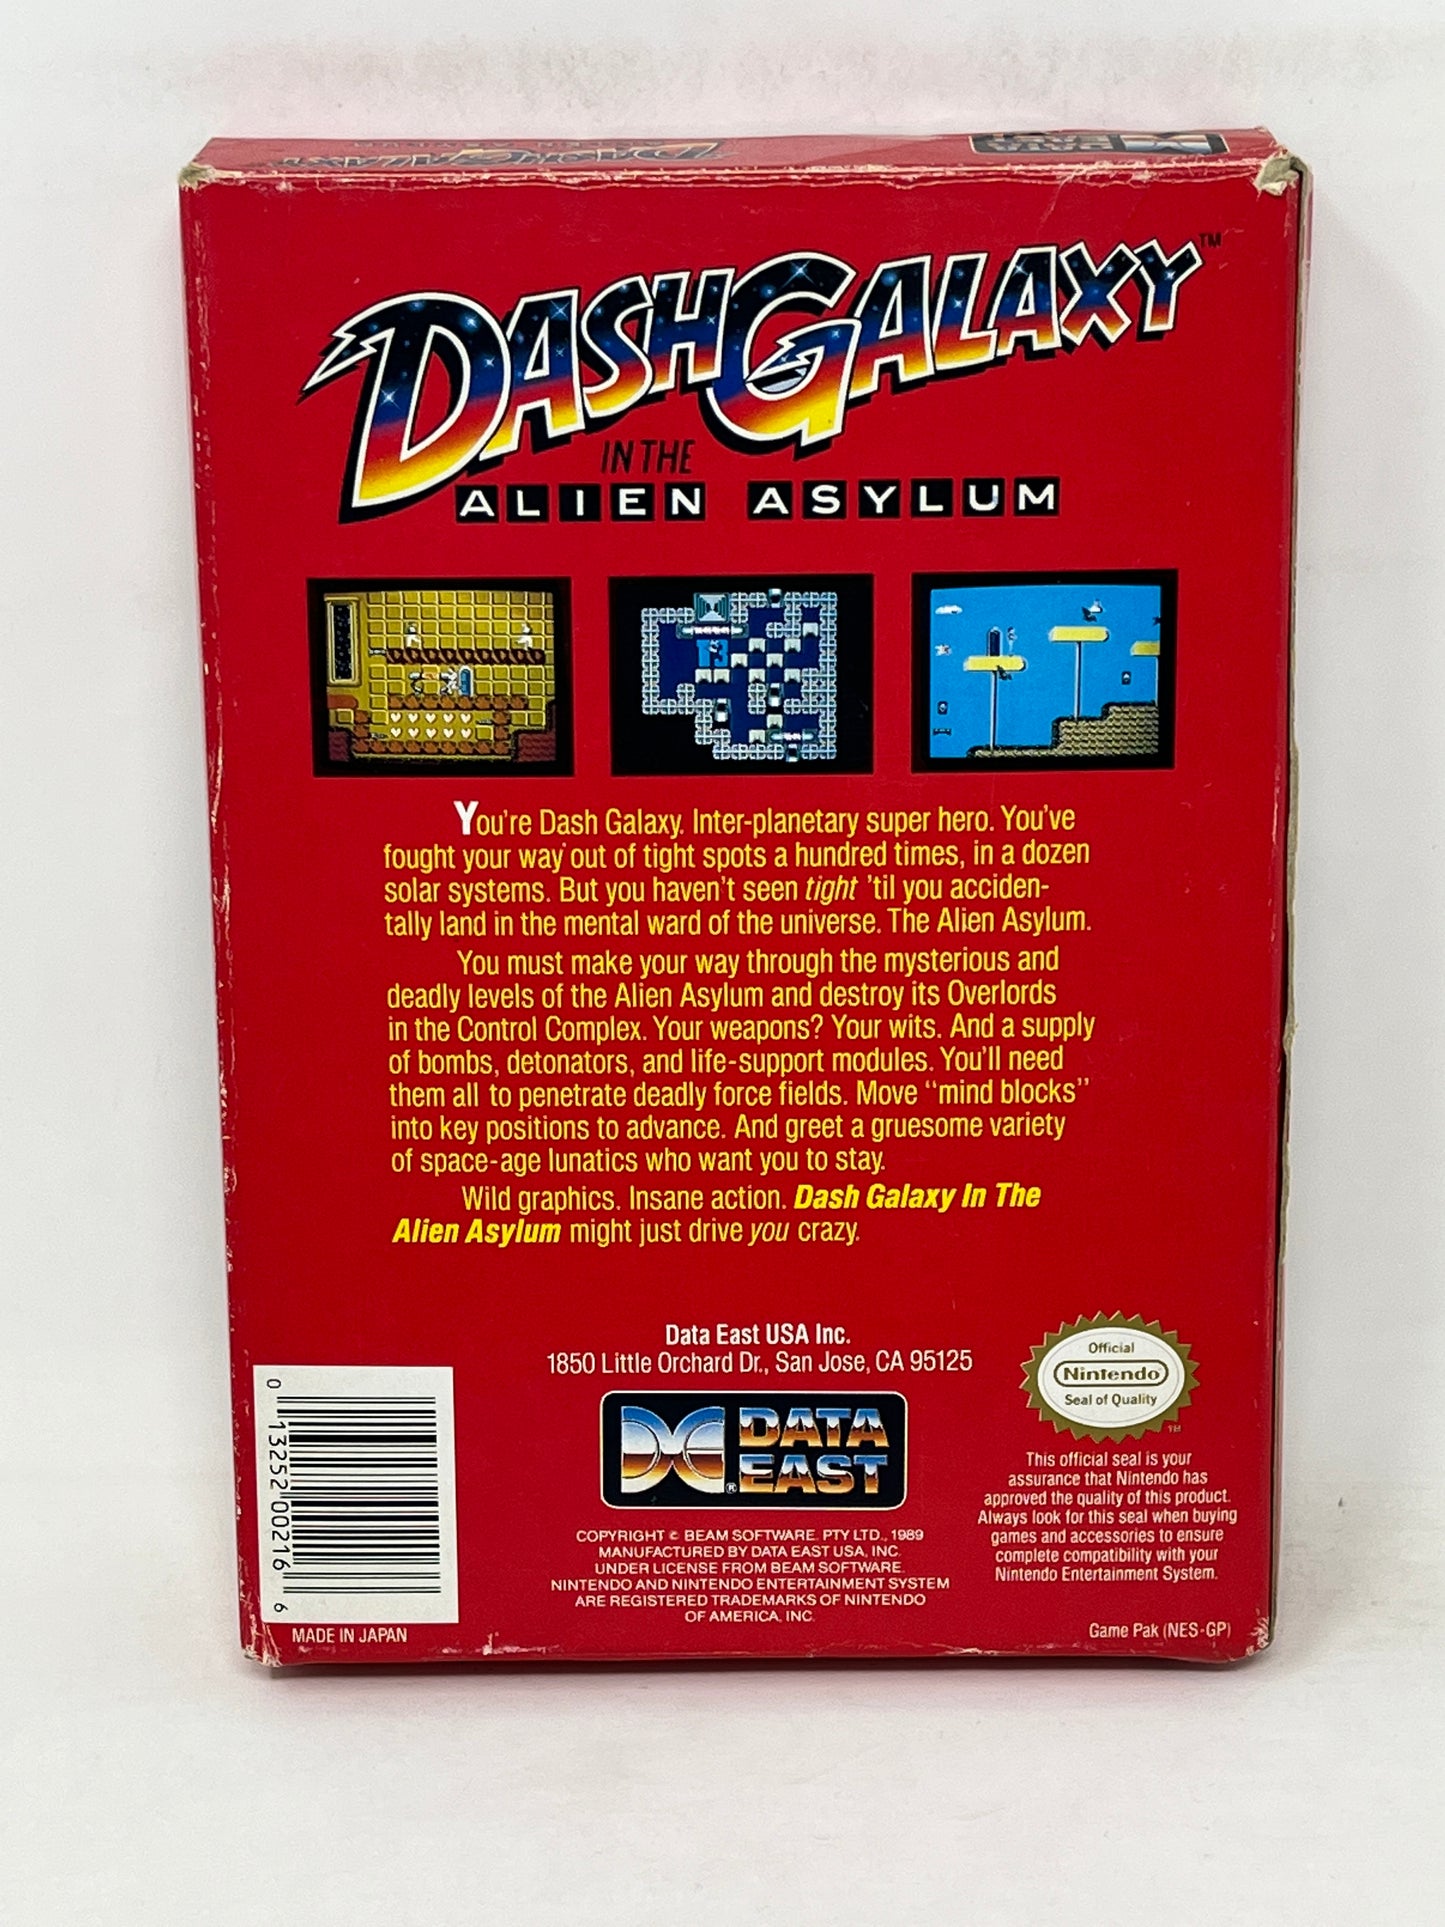 DASH GALAXY
DATA EAST
DASH GALAXY™
IN THE
ALIEN ASYLUM
T3
You're Dash Galaxy. Inter-planetary super hero. You've
fought your way out of tight spots a hundred times, in a dozen
solar systems. But you haven't seen tight 'til you acciden-
tally land in the mental ward of the universe. The Alien Asylum.
You must make your way through the mysterious and
deadly levels of the Alien Asylum and destroy its Overlords
in the Control Complex. Your weapons? Your wits. And a supply
of bombs, detonators, and life-support modules. You'll need
them all to penetrate deadly force fields. Move "mind blocks"
into key positions to advance. And greet a gruesome variety
of space-age lunatics who want you to stay.
Wild graphics. Insane action. Dash Galaxy In The
Alien Asylum might just drive you crazy.
Data East USA Inc.
1850 Little Orchard Dr., San Jose, CA 95125
DATA
EAST®
COPYRIGHT © BEAM SOFTWARE. PTY LTD., 1989
MANUFACTURED BY DATA EAST USA, INC.
UNDER LICENSE FROM BEAM SOFTWARE.
NINTENDO AND NINTENDO ENTERTAINMENT SYSTEM
ARE REGISTERED TRADEMARKS OF NINTENDO
OF AMERICA, INC.
Official
Nintendo
Seal of Quality
TM
This official seal is your
assurance that Nintendo has
approved the quality of this product.
Always look for this seal when buying
games and accessories to ensure
complete compatibility with your
Nintendo Entertainment System.
0 13252 00216 6
MADE IN JAPAN
Game Pak (NES-GP)